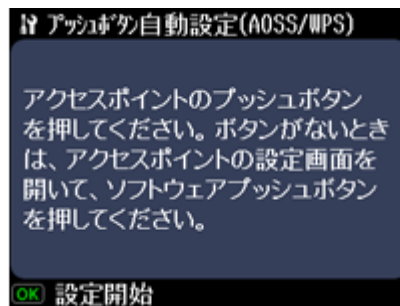 ﾌﾟｯｼｭﾎﾞﾀﾝ自動設定(AOSS/WPS)
アクセスポイントのプッシュボタン
を押してください。ボタンがないとき
は、アクセスポイントの設定画面を
開いて、ソフトウェアプッシュボタン
を押してください。
OK 設定開始